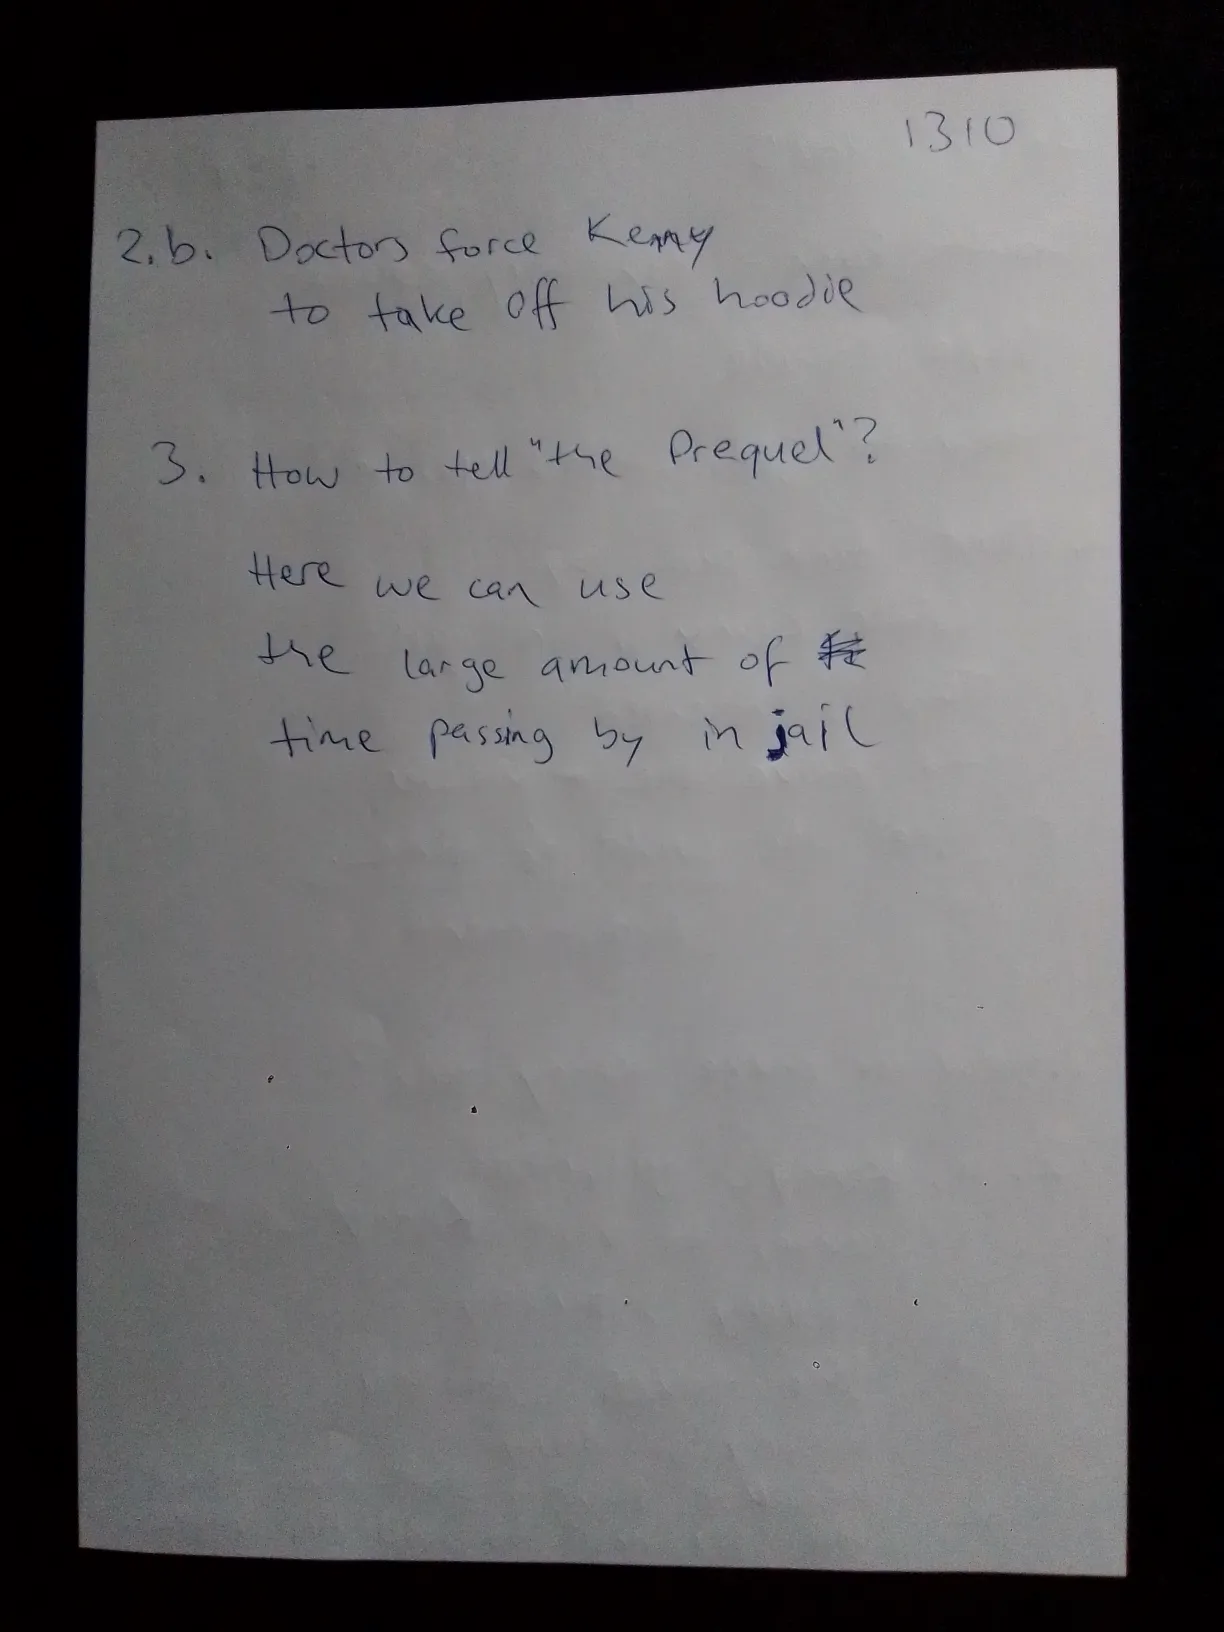 1310
2.b. Doctors force Kenny
to take off his hoodie
3. How to tell "the Prequel"?
Here we can use
the large amount of
time passing by in jail